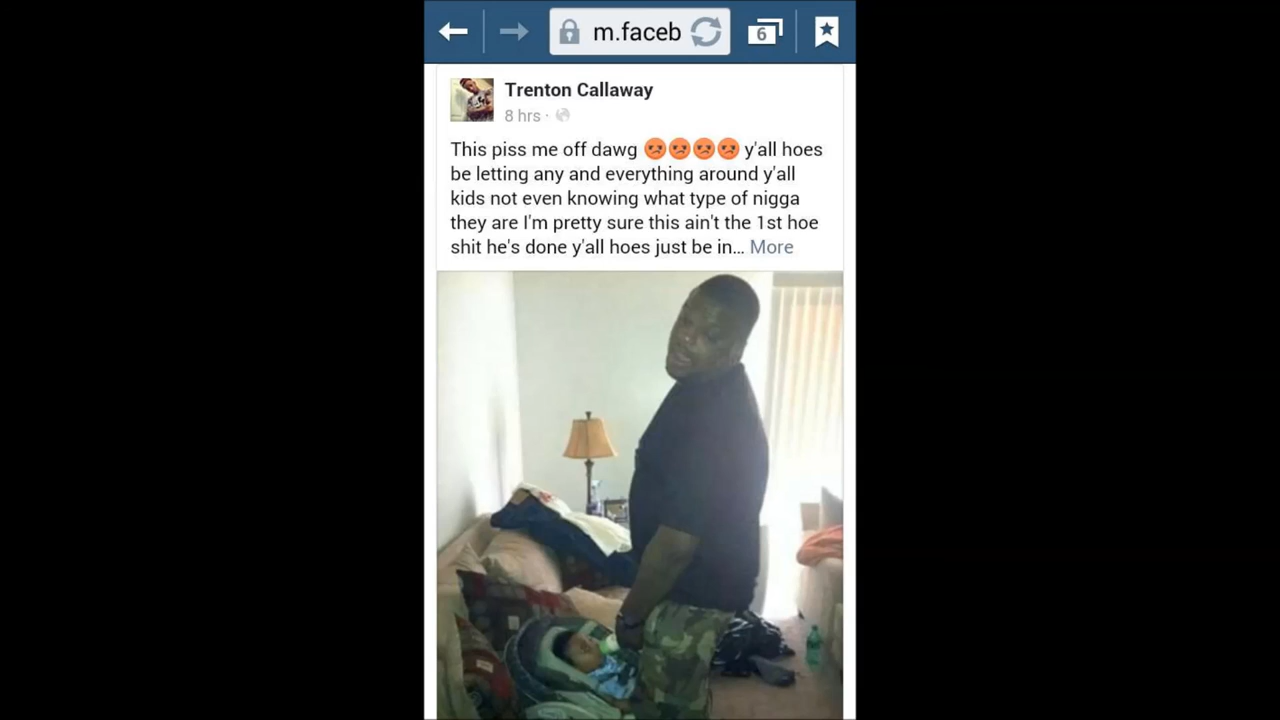 m.faceb
6
Trenton Callaway
8 hrs ·
This piss me off dawg 😡😡😡😡 y'all hoes
be letting any and everything around y'all
kids not even knowing what type of nigga
they are I'm pretty sure this ain't the 1st hoe
shit he's done y'all hoes just be in... More